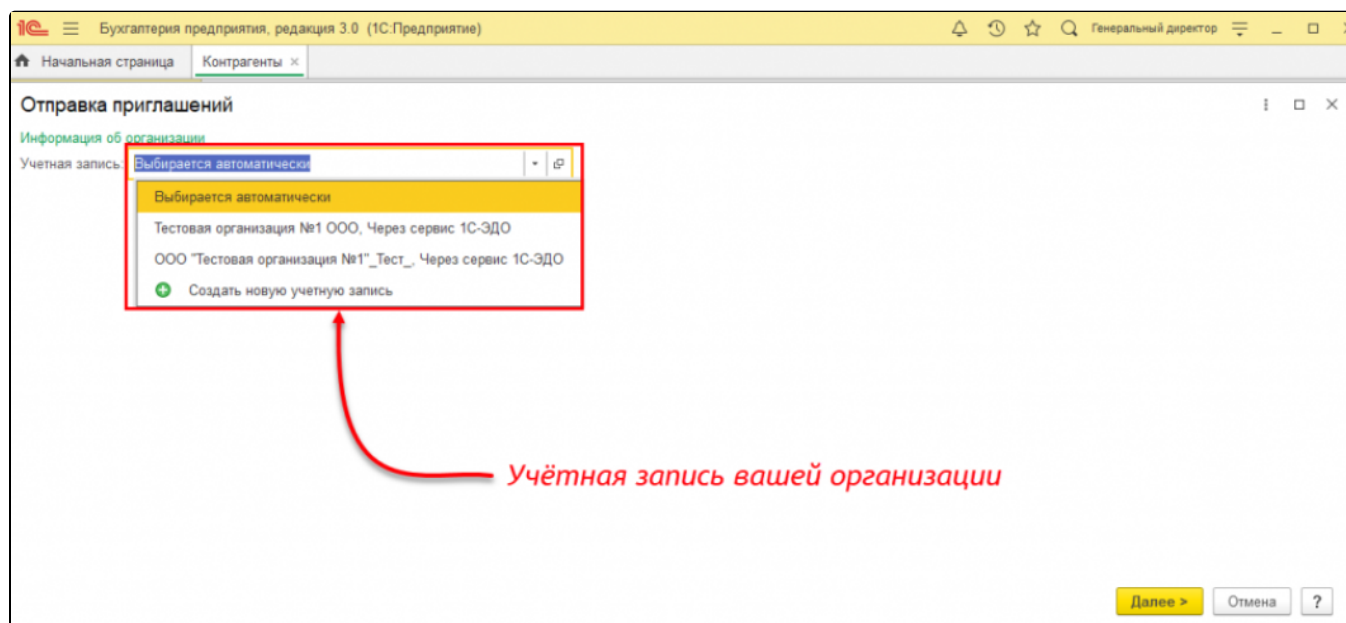 1С Бухгалтерия предприятия, редакция 3.0 (1С:Предприятие) Генеральный директор
Начальная страница Контрагенты ×
Отправка приглашений
Информация об организации
Учетная запись: Выбирается автоматически
Выбирается автоматически
Тестовая организация №1 ООО, Через сервис 1С-ЭДО
ООО "Тестовая организация №1"_Тест_, Через сервис 1С-ЭДО
Создать новую учетную запись
Учётная запись вашей организации
Далее > Отмена ?